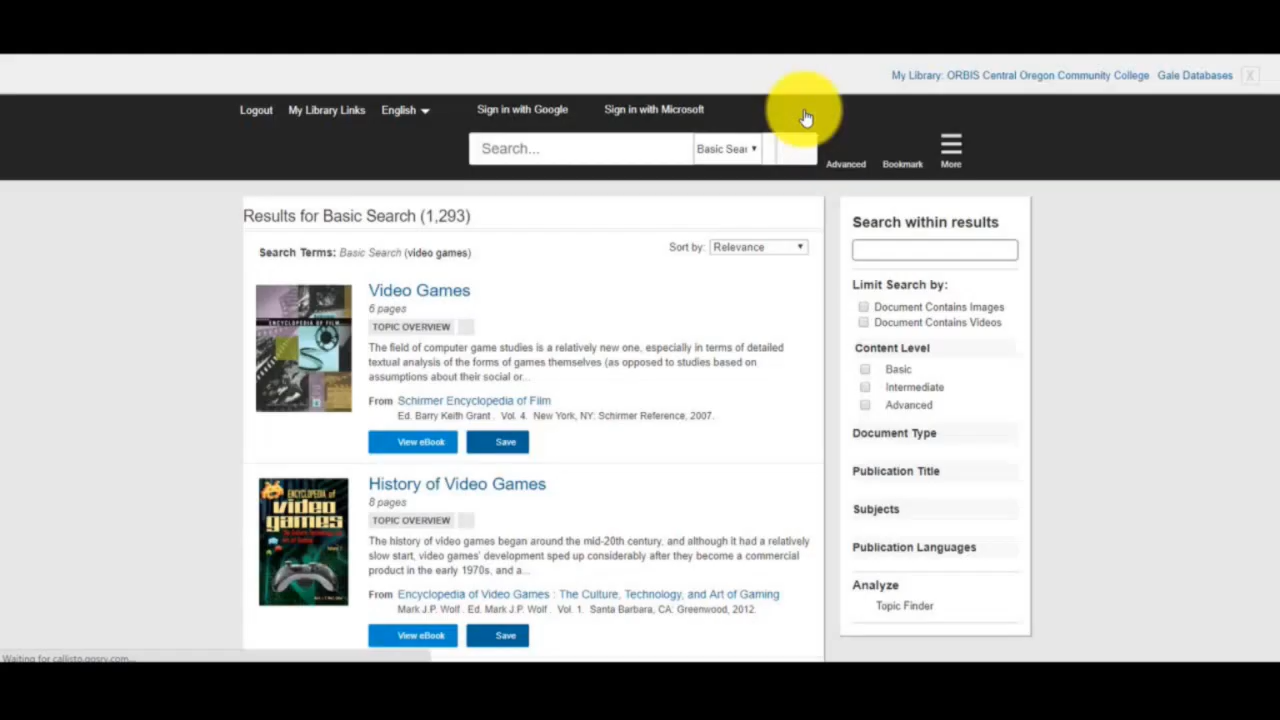 My Library: ORBIS Central Oregon Community College Gale Databases X
Logout My Library Links English Sign in with Google Sign in with Microsoft
Search... Basic Sear
Advanced Bookmark More
Results for Basic Search (1,293)
Search Terms: Basic Search (video games)
Sort by: Relevance
Video Games
6 pages
TOPIC OVERVIEW
The field of computer game studies is a relatively new one, especially in terms of detailed
textual analysis of the forms of games themselves (as opposed to studies based on
assumptions about their social or...
From Schirmer Encyclopedia of Film
Ed. Barry Keith Grant . Vol. 4. New York, NY: Schirmer Reference, 2007.
View eBook Save
ENCYCLOPEDIA OF FILM
History of Video Games
8 pages
TOPIC OVERVIEW
The history of video games began around the mid-20th century, and although it had a relatively
slow start, video games' development sped up considerably after they become a commercial
product in the early 1970s, and a...
From Encyclopedia of Video Games : The Culture, Technology, and Art of Gaming
Mark J.P. Wolf . Ed. Mark J.P. Wolf . Vol. 1. Santa Barbara, CA: Greenwood, 2012.
View eBook Save
ENCYCLOPEDIA of
video
games
Search within results
Limit Search by:
Document Contains Images
Document Contains Videos
Content Level
Basic
Intermediate
Advanced
Document Type
Publication Title
Subjects
Publication Languages
Analyze
Topic Finder
Waiting for callisto.ggsrv.com...